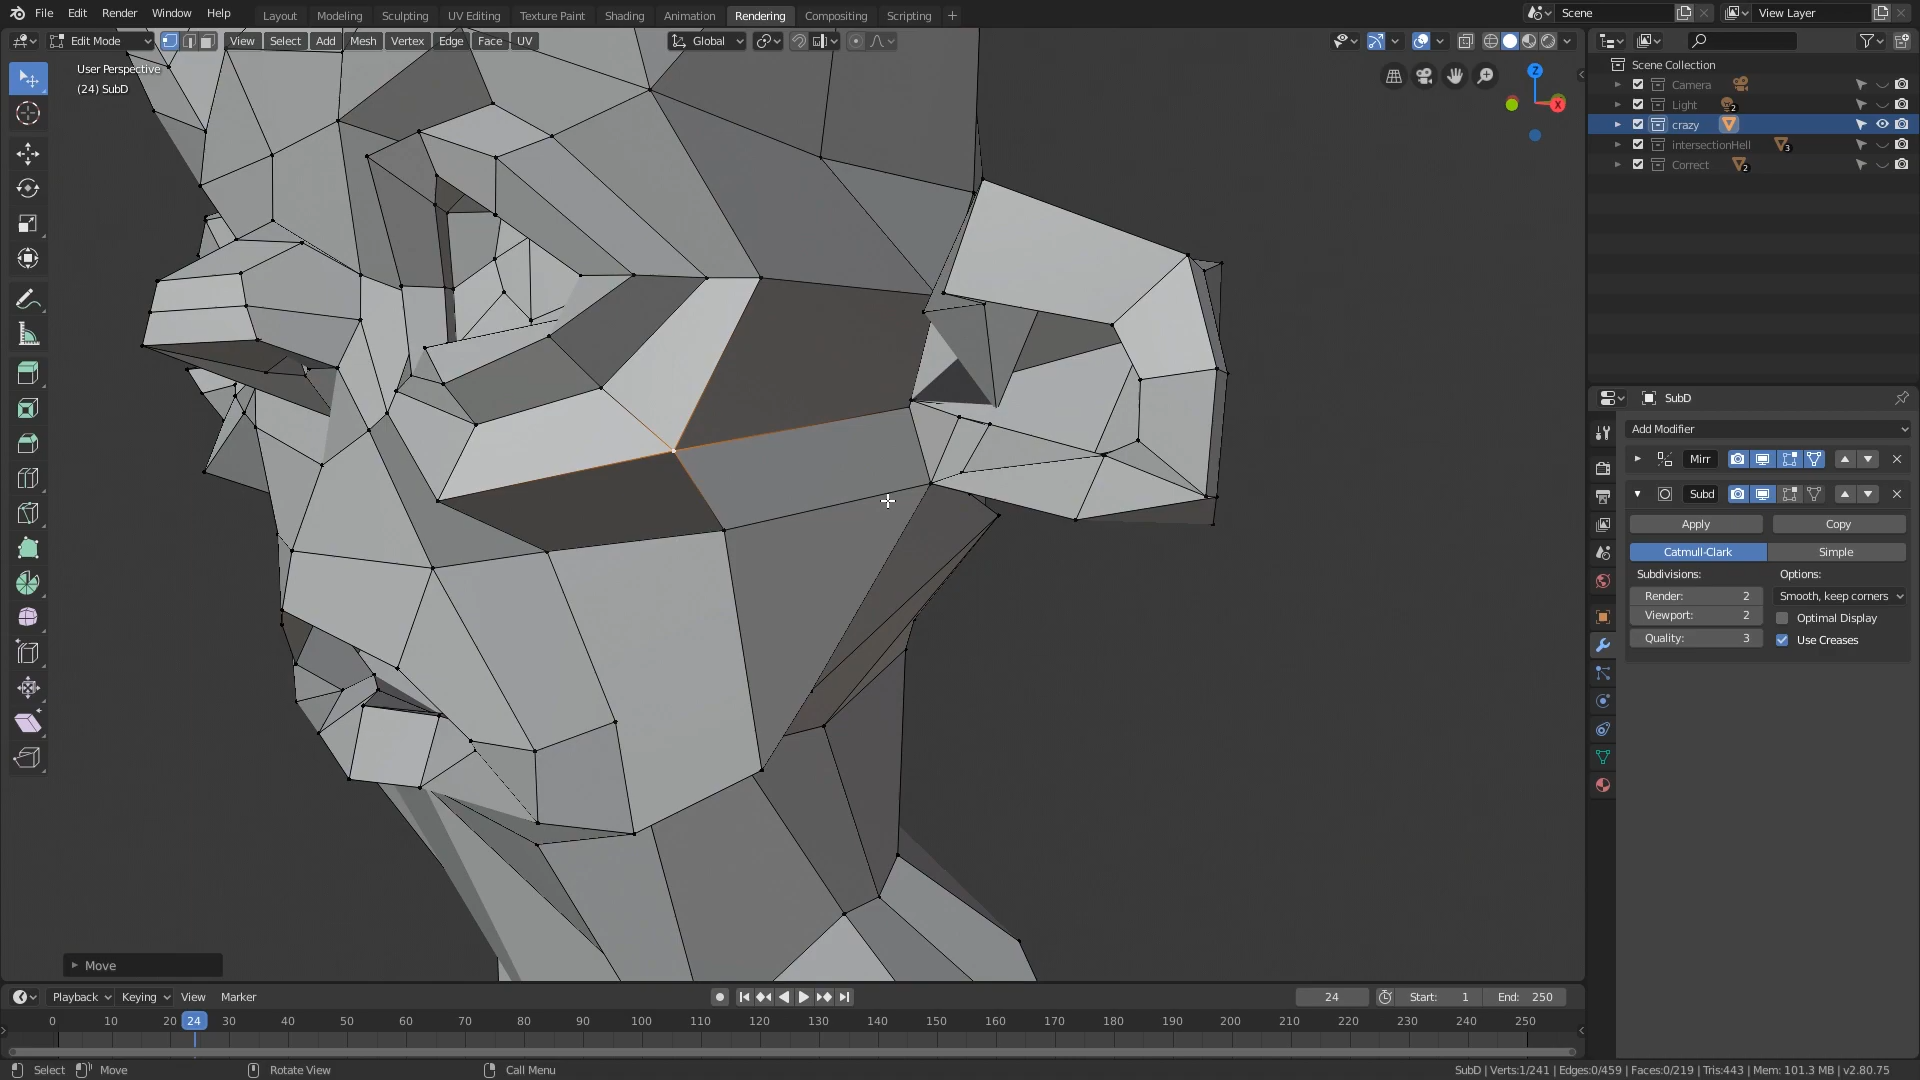 File Edit Render Window Help Layout Modeling Sculpting UV Editing Texture Paint Shading Animation Rendering Compositing Scripting + Scene View Layer
Edit Mode View Select Add Mesh Vertex Edge Face UV Global
User Perspective
(24) SubD
Z
X
Scene Collection
Camera
Light 2
crazy
intersectionHell 3
Correct 2
SubD
Add Modifier
Mirr
Subd
Apply Copy
Catmull-Clark Simple
Subdivisions: Options:
Render: 2 Smooth, keep corners
Viewport: 2 Optimal Display
Quality: 3 Use Creases
Move
Playback Keying View Marker 24 Start: 1 End: 250
0 10 20 24 30 40 50 60 70 80 90 100 110 120 130 140 150 160 170 180 190 200 210 220 230 240 250
Select Move Rotate View Call Menu SubD | Verts:1/241 | Edges:0/459 | Faces:0/219 | Tris:443 | Mem: 101.3 MB | v2.80.75